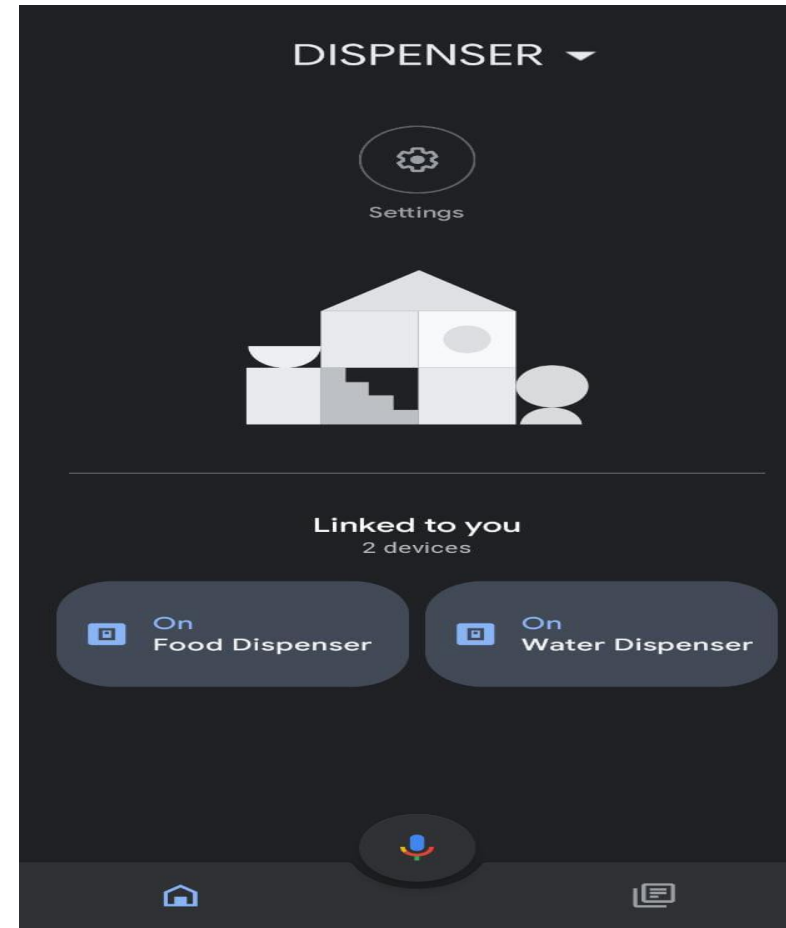 DISPENSER
Settings
Linked to you
2 devices
On
Food Dispenser
On
Water Dispenser